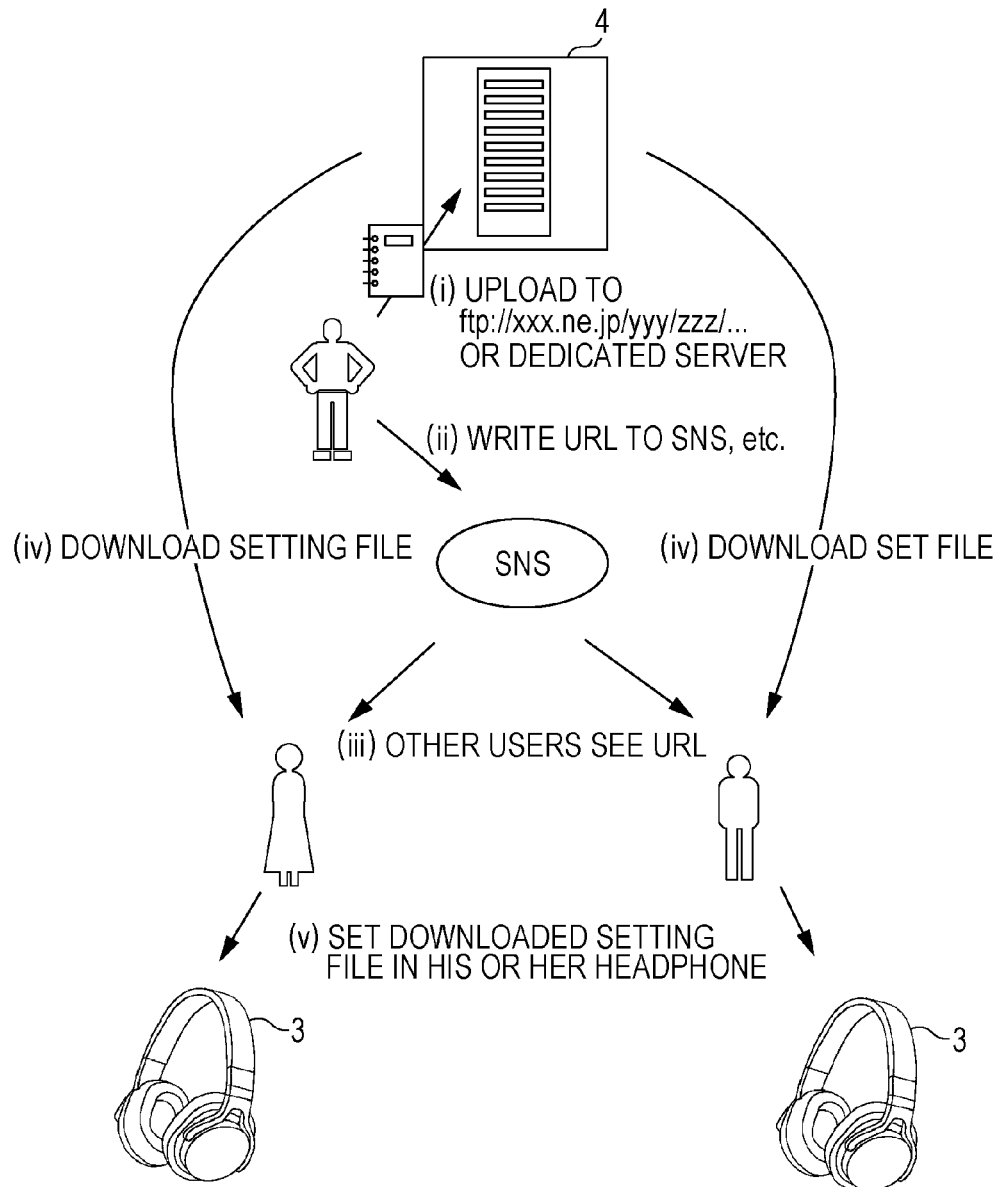 4
(i) UPLOAD TO
ftp://xxx.ne.jp/yyy/zzz/...
OR DEDICATED SERVER
(ii) WRITE URL TO SNS, etc.
(iv) DOWNLOAD SETTING FILE
SNS
(iv) DOWNLOAD SET FILE
(iii) OTHER USERS SEE URL
(v) SET DOWNLOADED SETTING
FILE IN HIS OR HER HEADPHONE
3
3